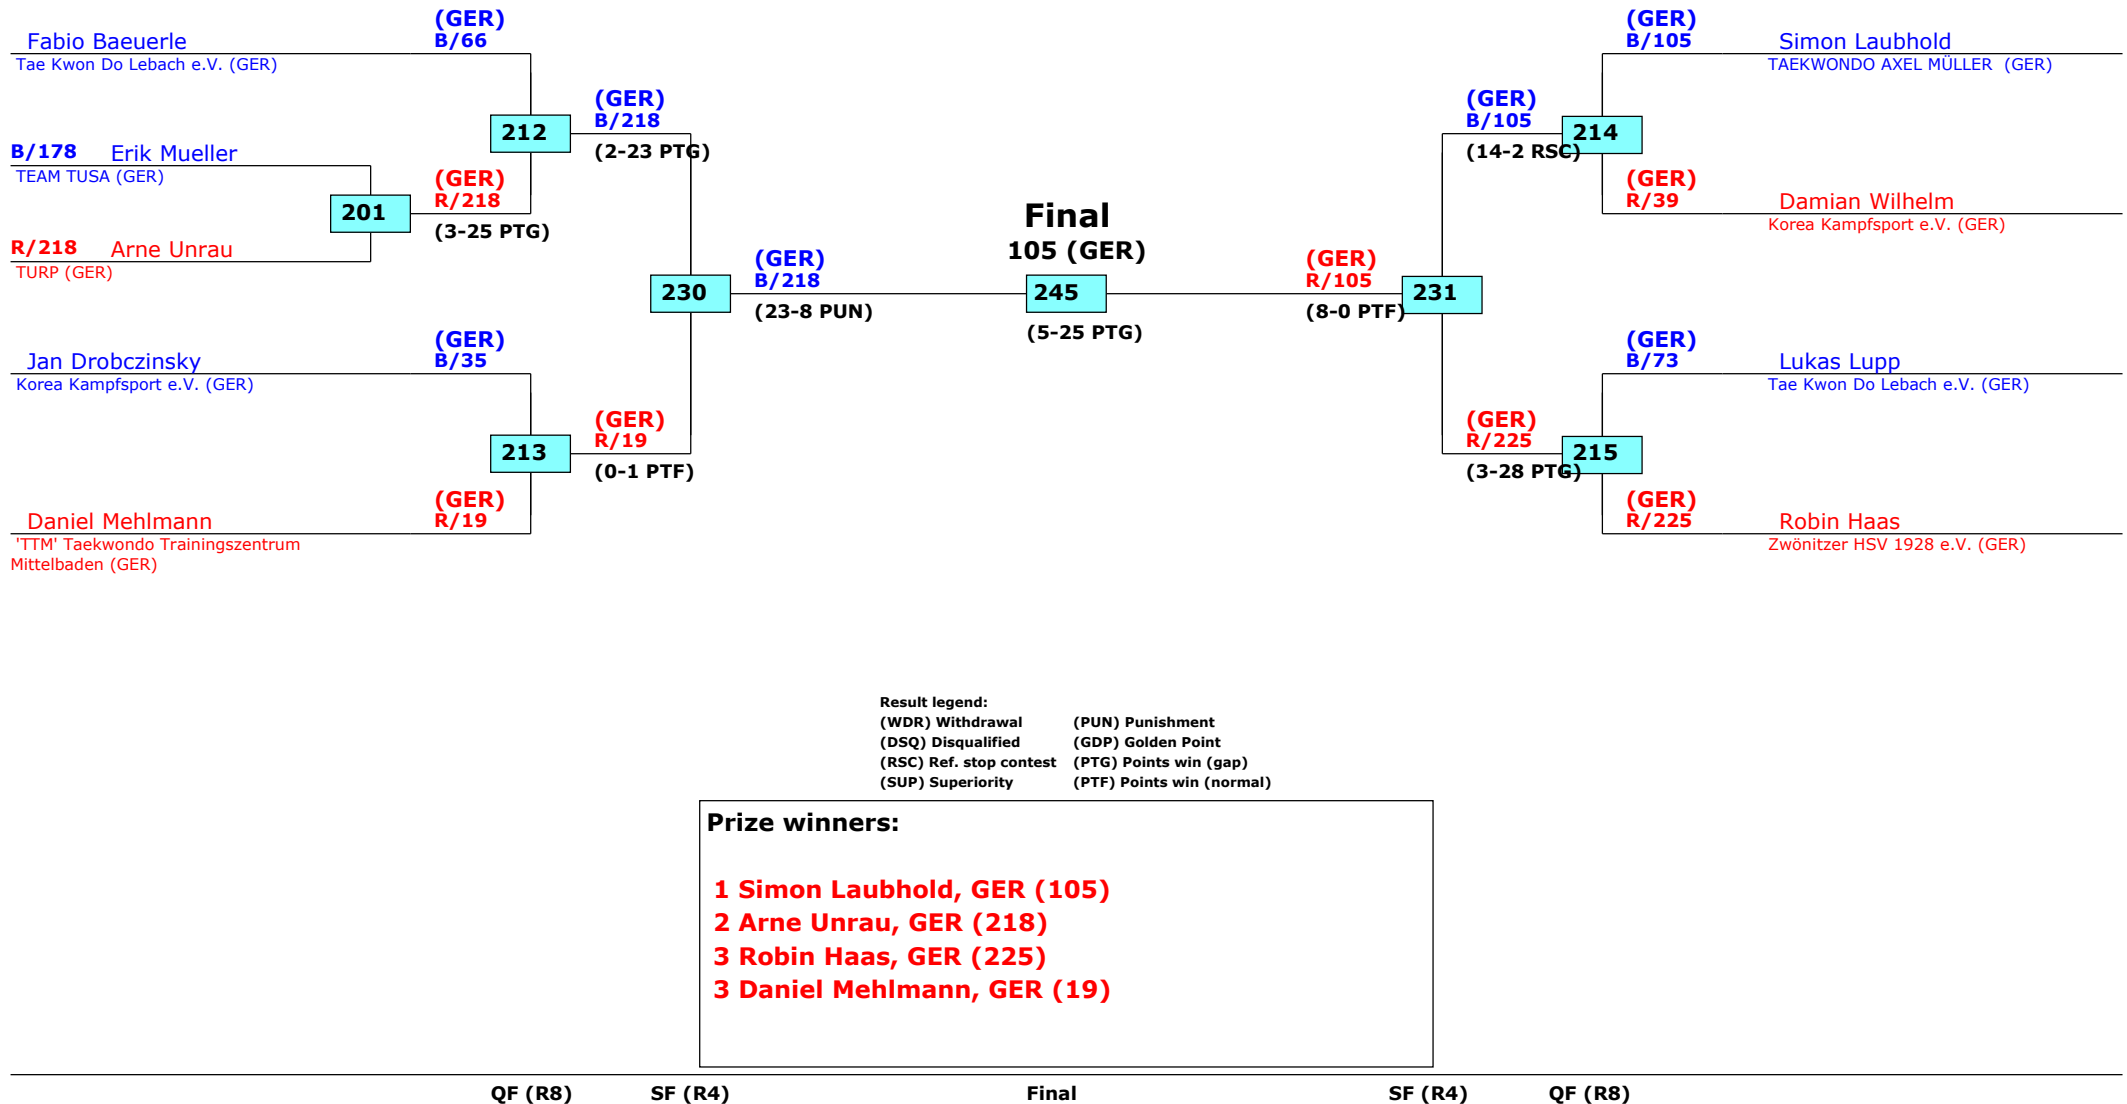 (GER)
B/66
Fabio Baeuerle
Tae Kwon Do Lebach e.V. (GER)
B/178 Erik Mueller
TEAM TUSA (GER)
R/218 Arne Unrau
TURP (GER)
201
(GER)
R/218
(3-25 PTG)
212
(GER)
B/218
(2-23 PTG)
(GER)
B/35
Jan Drobczinsky
Korea Kampfsport e.V. (GER)
(GER)
R/19
Daniel Mehlmann
'TTM' Taekwondo Trainingszentrum
Mittelbaden (GER)
213
(GER)
R/19
(0-1 PTF)
230
(GER)
B/218
(23-8 PUN)
Final
105 (GER)
245
(5-25 PTG)
(GER)
R/105
(8-0 PTF)
231
(GER)
B/105
(14-2 RSC)
214
(GER)
B/105
Simon Laubhold
TAEKWONDO AXEL MÜLLER (GER)
(GER)
R/39
Damian Wilhelm
Korea Kampfsport e.V. (GER)
(GER)
R/225
(3-28 PTG)
215
(GER)
B/73
Lukas Lupp
Tae Kwon Do Lebach e.V. (GER)
(GER)
R/225
Robin Haas
Zwönitzer HSV 1928 e.V. (GER)
Result legend:
(WDR) Withdrawal (PUN) Punishment
(DSQ) Disqualified (GDP) Golden Point
(RSC) Ref. stop contest (PTG) Points win (gap)
(SUP) Superiority (PTF) Points win (normal)
Prize winners:
1 Simon Laubhold, GER (105)
2 Arne Unrau, GER (218)
3 Robin Haas, GER (225)
3 Daniel Mehlmann, GER (19)
QF (R8) SF (R4) Final SF (R4) QF (R8)